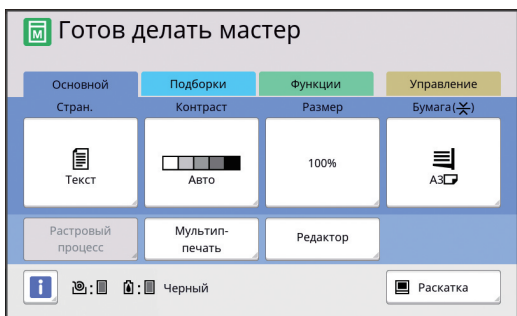 Готов делать мастер
Основной Подборки Функции Управление
Стран. Контраст Размер Бумага( )
Текст Авто 100% A3
Растровый
процесс
Мультип-
печать
Редактор
i : : Черный Раскатка